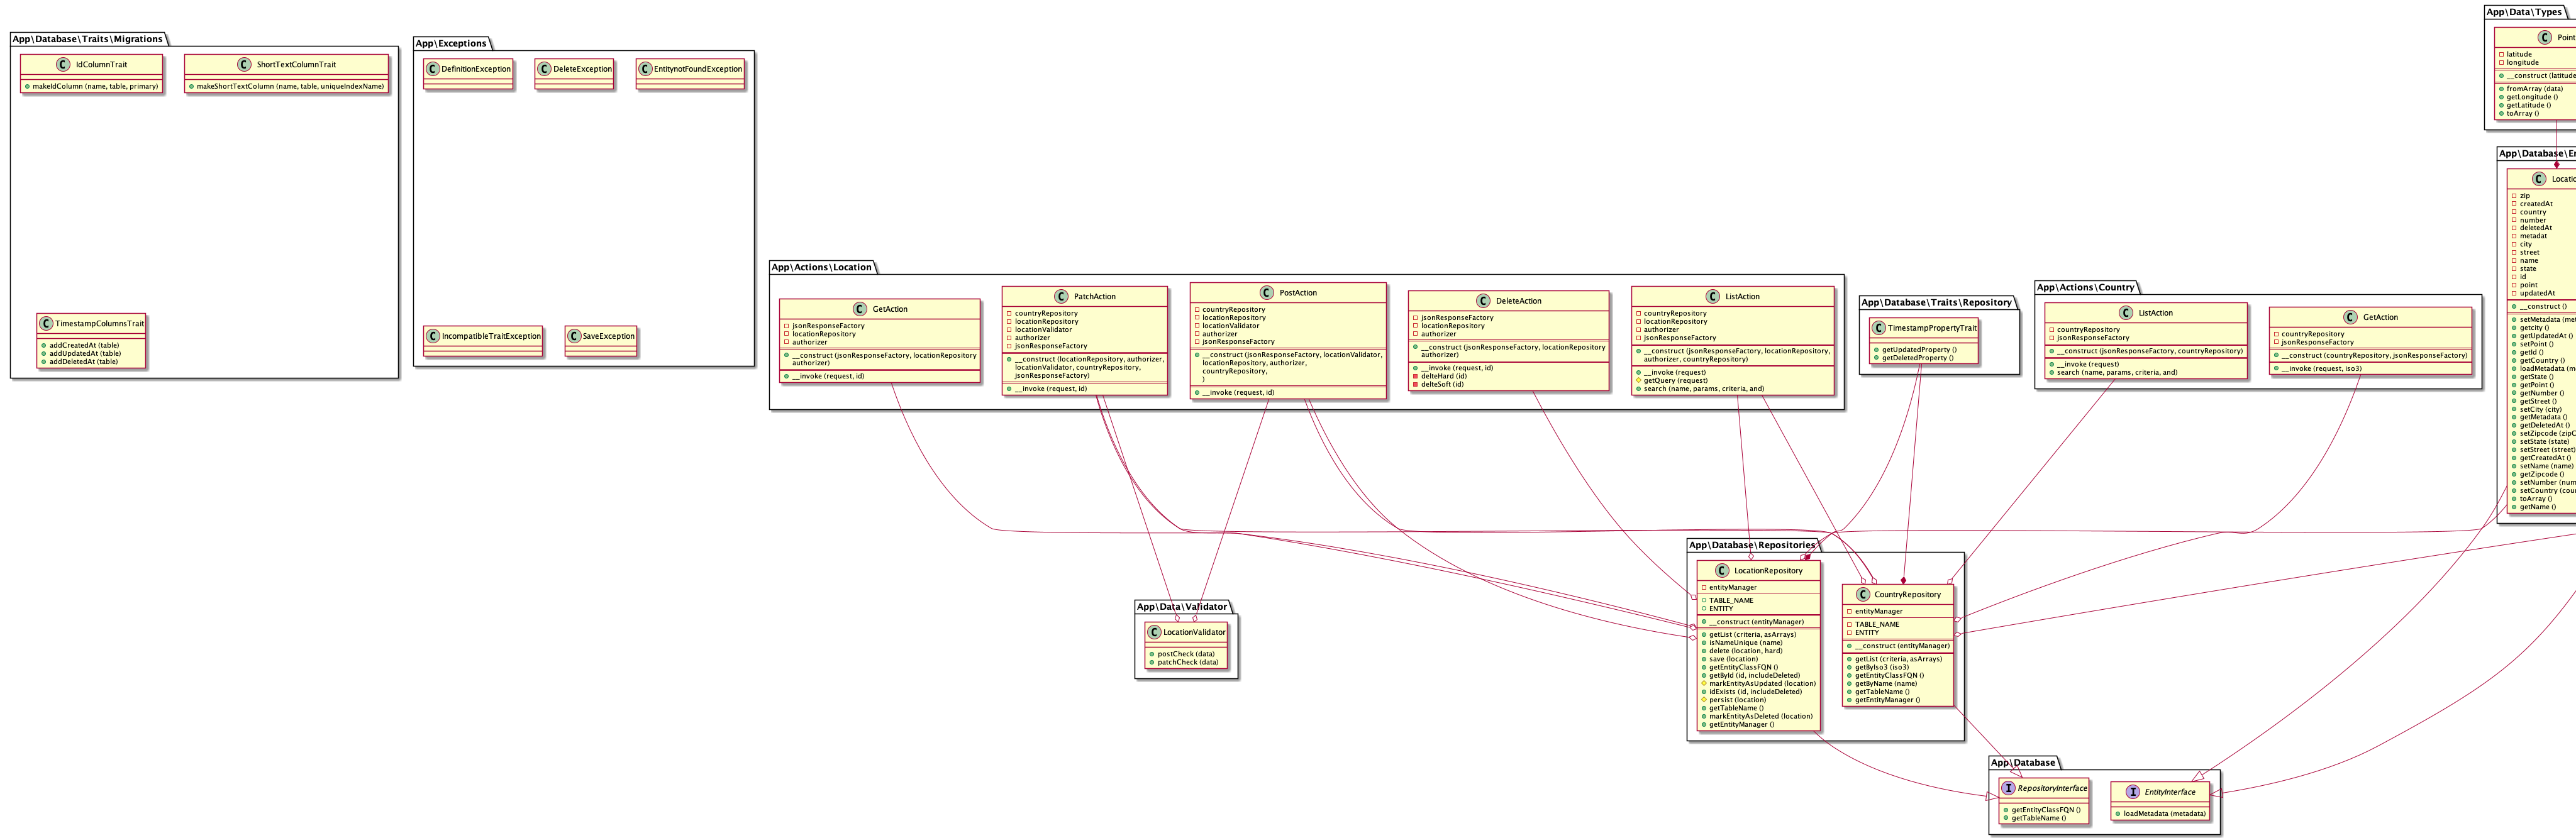 App\Database\Traits\Migrations
IdColumnTrait
makeIdColumn (name, table, primary)
ShortTextColumnTrait
makeShortTextColumn (name, table, uniqueIndexName)
TimestampColumnsTrait
addCreatedAt (table)
addUpdatedAt (table)
addDeletedAt (table)
App\Exceptions
DefinitionException
DeleteException
EntitynotFoundException
IncompatibleTraitException
SaveException
App\Actions\Location
GetAction
jsonResponseFactory
locationRepository
authorizer
__construct (jsonResponseFactory, locationRepository
authorizer)
__invoke (request, id)
PatchAction
countryRepository
locationRepository
locationValidator
authorizer
jsonResponseFactory
__construct (locationRepository, authorizer,
locationValidator, countryRepository,
jsonResponseFactory)
__invoke (request, id)
PostAction
countryRepository
locationRepository
locationValidator
authorizer
jsonResponseFactory
__construct (jsonResponseFactory, locationValidator,
locationRepository, authorizer,
countryRepository,
)
__invoke (request, id)
DeleteAction
jsonResponseFactory
locationRepository
authorizer
__construct (jsonResponseFactory, locationRepository
authorizer)
__invoke (request, id)
delteHard (id)
delteSoft (id)
ListAction
countryRepository
locationRepository
authorizer
jsonResponseFactory
__construct (jsonResponseFactory, locationRepository,
authorizer, countryRepository)
__invoke (request)
getQuery (request)
search (name, params, criteria, and)
App\Database\Traits\Repository
TimestampPropertyTrait
getUpdatedProperty ()
getDeletedProperty ()
App\Actions\Country
ListAction
countryRepository
jsonResponseFactory
__construct (jsonResponseFactory, countryRepository)
__invoke (request)
search (name, params, criteria, and)
GetAction
countryRepository
jsonResponseFactory
__construct (countryRepository, jsonResponseFactory)
__invoke (request, iso3)
App\Data\Types
Point
latitude
longitude
__construct (latitude
fromArray (data)
getLongitude ()
getLatitude ()
toArray ()
App\Database\En
Locatio
zip
createdAt
country
number
deletedAt
metadat
city
street
name
state
id
point
updatedAt
__construct ()
setMetadata (met
getcity ()
getUpdatedAt ()
setPoint ()
getId ()
getCountry ()
loadMetadata (m
getState ()
getPoint ()
getNumber ()
getStreet ()
setCity (city)
getMetadata ()
getDeletedAt ()
setZipcode (zipC
setState (state)
setStreet (street)
getCreatedAt ()
setName (name)
getZipcode ()
setNumber (num
setCountry (cou
toArray ()
getName ()
App\Data\Validator
LocationValidator
postCheck (data)
patchCheck (data)
App\Database\Repositories
LocationRepository
entityManager
TABLE_NAME
ENTITY
__construct (entityManager)
getList (criteria, asArrays)
isNameUnique (name)
delete (location, hard)
save (location)
getEntityClassFQN ()
getById (id, includeDeleted)
markEntityAsUpdated (location)
idExists (id, includeDeleted)
persist (location)
getTableName ()
markEntityAsDeleted (location)
getEntityManager ()
CountryRepository
entityManager
TABLE_NAME
ENTITY
__construct (entityManager)
getList (criteria, asArrays)
getByIso3 (iso3)
getEntityClassFQN ()
getByName (name)
getTableName ()
getEntityManager ()
App\Database
RepositoryInterface
getEntityClassFQN ()
getTableName ()
EntityInterface
loadMetadata (metadata)